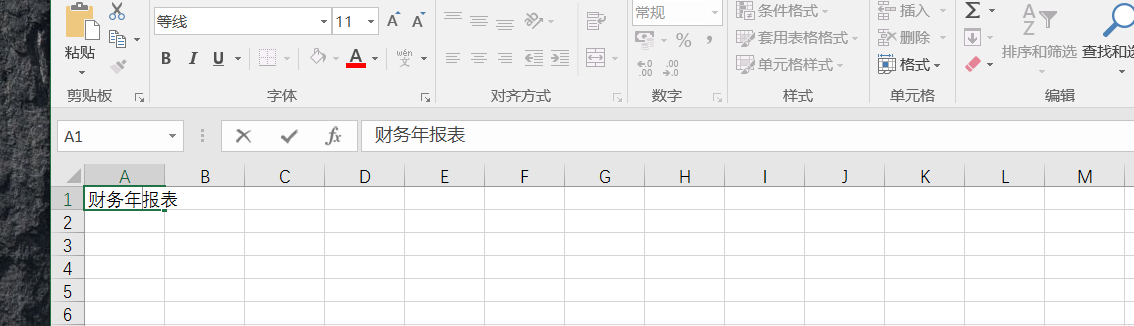 等线 11 A A 常规 条件格式 插入 Σ A Z
粘贴 B I U A wén 文 % , 套用表格格式 删除 排序和筛选 查找和选
.0 .00 .00 .0 单元格样式 格式
剪贴板 字体 对齐方式 数字 样式 单元格 编辑
A1 fx 财务年报表
A B C D E F G H I J K L M
1 财务年报表
2
3
4
5
6